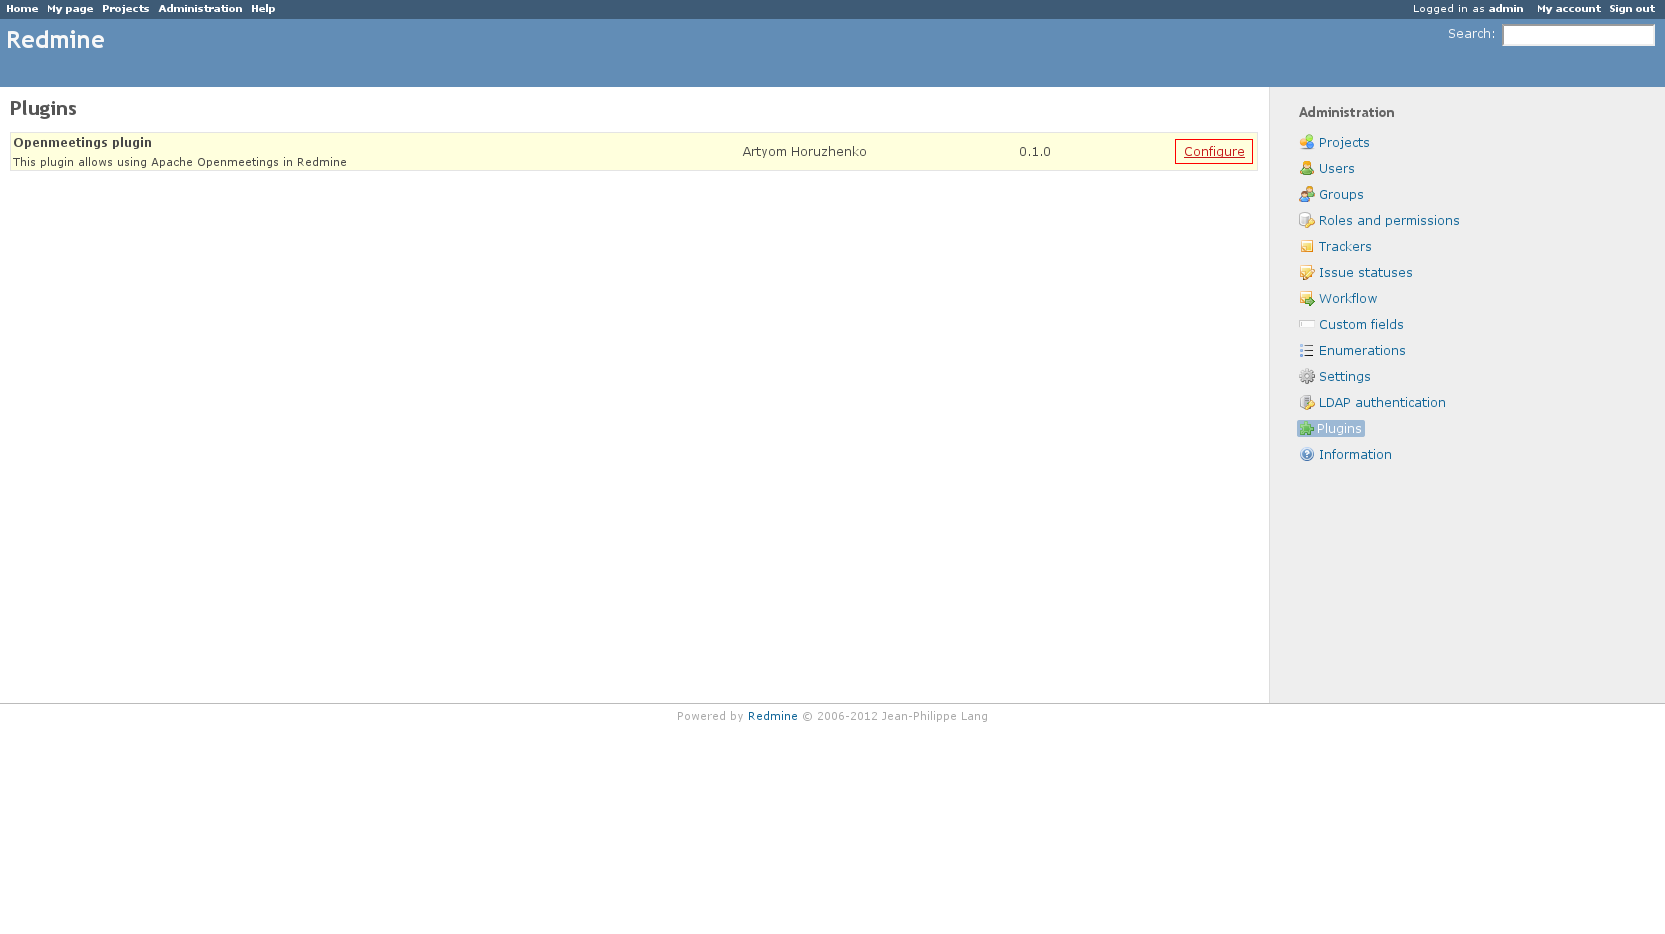 Home My page Projects Administration Help
Logged in as admin My account Sign out
Redmine
Search:
Plugins
Openmeetings plugin
This plugin allows using Apache Openmeetings in Redmine
Artyom Horuzhenko
0.1.0
Configure
Administration
Projects
Users
Groups
Roles and permissions
Trackers
Issue statuses
Workflow
Custom fields
Enumerations
Settings
LDAP authentication
Plugins
Information
Powered by Redmine © 2006-2012 Jean-Philippe Lang